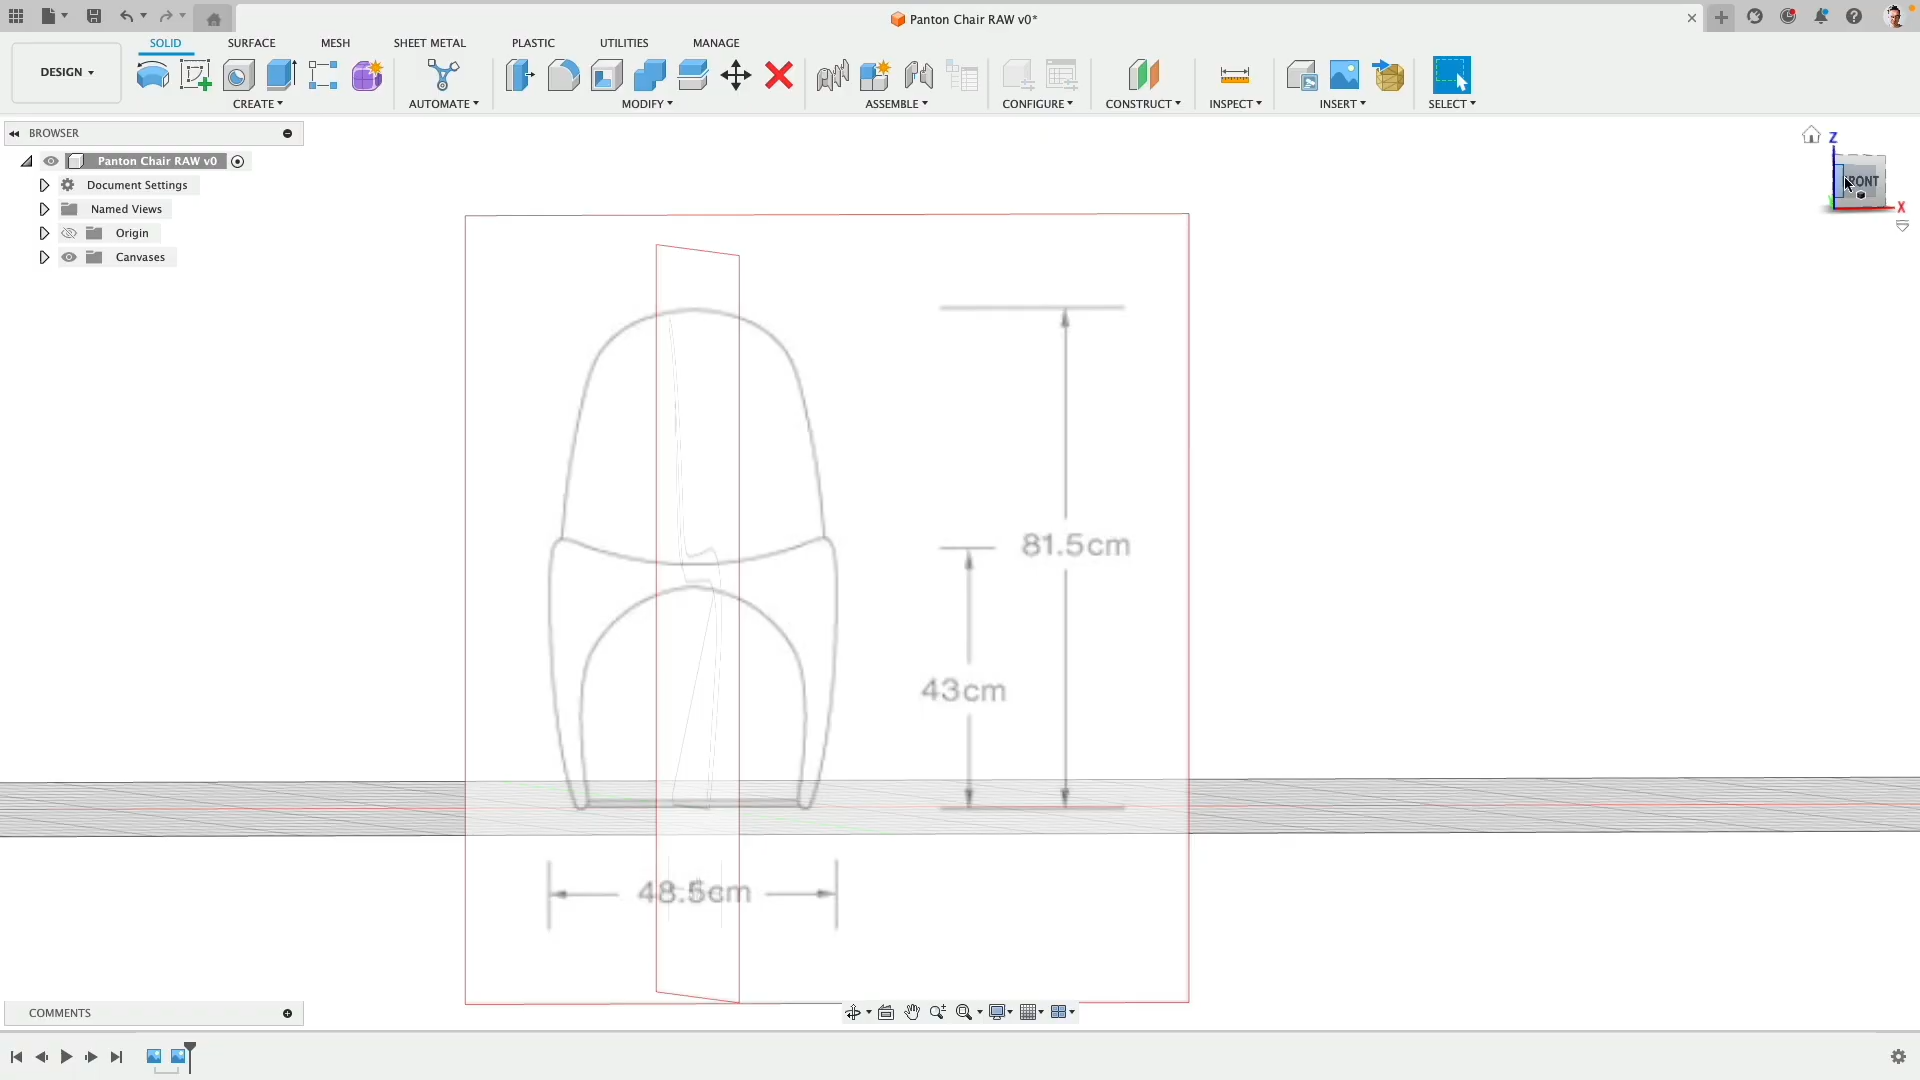 Panton Chair RAW v0*
SOLID SURFACE MESH SHEET METAL PLASTIC UTILITIES MANAGE
DESIGN
CREATE AUTOMATE MODIFY ASSEMBLE CONFIGURE CONSTRUCT INSPECT INSERT SELECT
BROWSER
Panton Chair RAW v0
Document Settings
Named Views
Origin
Canvases
Z
RONT
X
81.5cm
43cm
48.5cm
COMMENTS